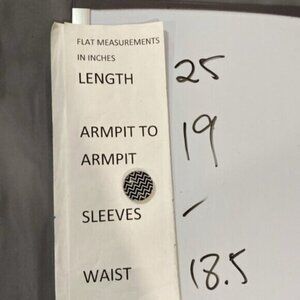 FLAT MEASUREMENTS
IN INCHES
LENGTH 25
ARMPIT TO 19
ARMPIT
SLEEVES -
WAIST 18.5